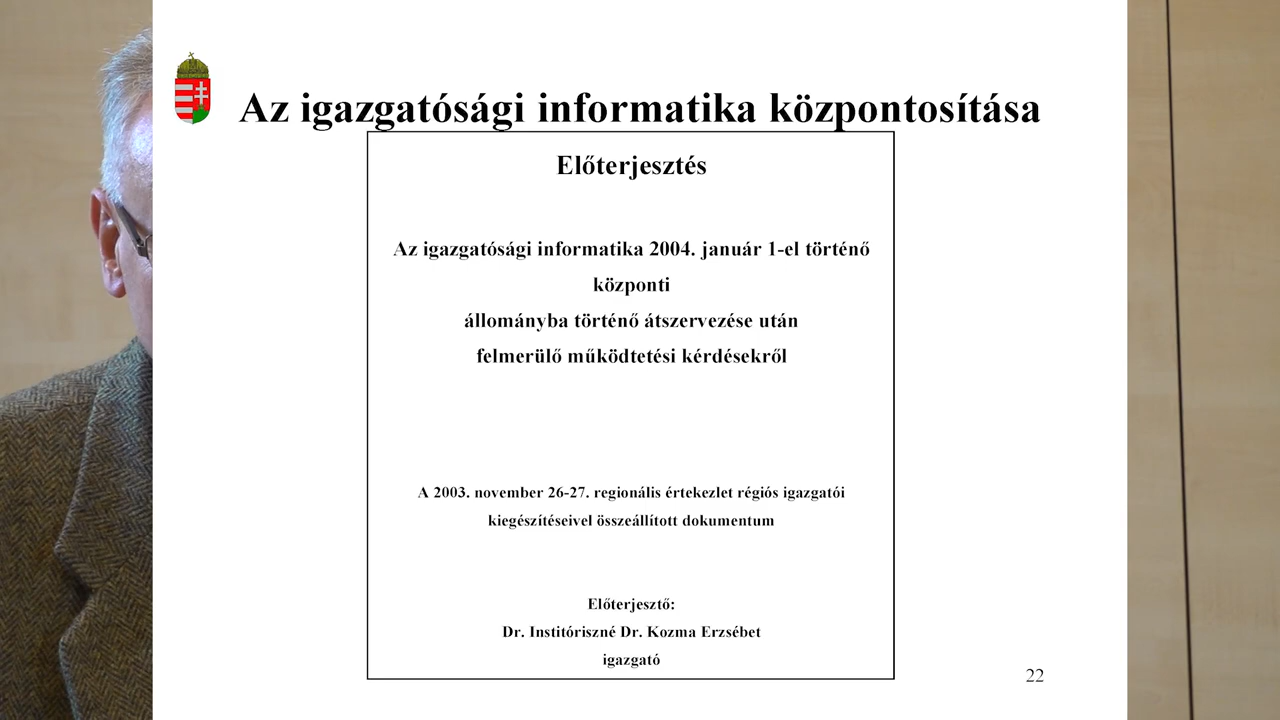 Az igazgatósági informatika központosítása
Előterjesztés
Az igazgatósági informatika 2004. január 1-el történő
központi
állományba történő átszervezése után
felmerülő működtetési kérdésekről
A 2003. november 26-27. regionális értekezlet régiós igazgatói
kiegészítéseivel összeállított dokumentum
Előterjesztő:
Dr. Institóriszné Dr. Kozma Erzsébet
igazgató
22